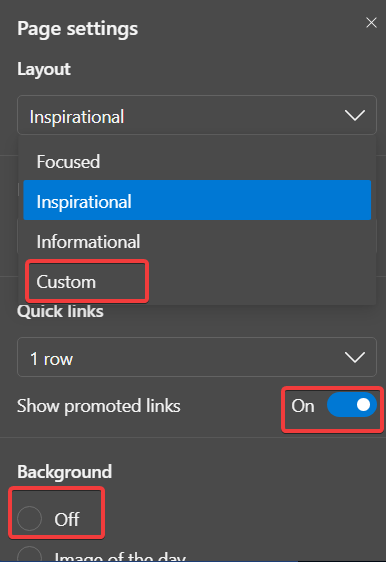 Page settings
Layout
Inspirational
Focused
Inspirational
Informational
Custom
Quick links
1 row
Show promoted links On
Background
Off
Image of the day